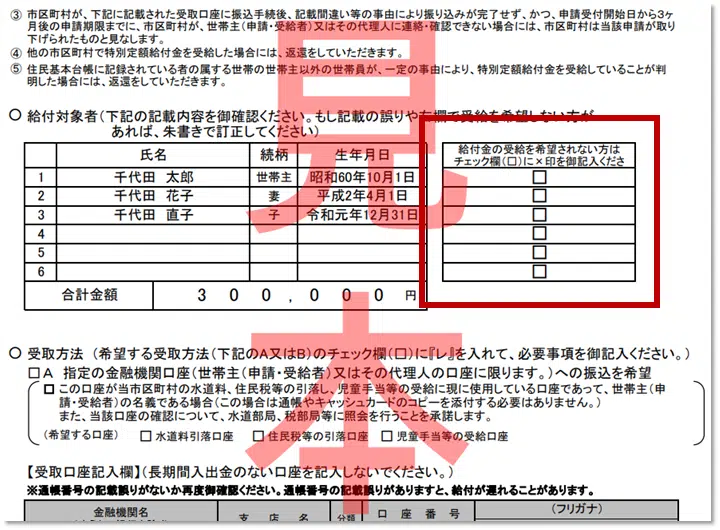 ③ 市区町村が、下記に記載された受取口座に振込手続後、記載間違い等の事由により振り込みが完了せず、かつ、申請受付開始日から3ヶ
月後の申請期限までに、市区町村が、世帯主(申請・受給者)又はその代理人に連絡・確認できない場合には、市区町村は当該申請が取り
下げられたものと見なします。
④ 他の市区町村で特別定額給付金を受給した場合には、返還をしていただきます。
⑤ 住民基本台帳に記録されている者の属する世帯の世帯主以外の世帯員が、一定の事由により、特別定額給付金を受給していることが判
明した場合には、返還をしていただきます。
○ 給付対象者(下記の記載内容を御確認ください。もし記載の誤りや右欄で受給を希望しない方が
あれば、朱書きで訂正してください)
氏名 続柄 生年月日
給付金の受給を希望されない方は
チェック欄(□)に×印を御記入くださ
1 千代田 太郎 世帯主 昭和60年10月1日 □
2 千代田 花子 妻 平成2年4月1日 □
3 千代田 直子 子 令和元年12月31日 □
4 □
5 □
6 □
合計金額 300,000円
○ 受取方法 (希望する受取方法(下記のA又はB)のチェック欄(□)に『レ』を入れて、必要事項を御記入ください。)
□A 指定の金融機関口座(世帯主(申請・受給者)又はその代理人の口座に限ります。)への振込を希望
□ この口座が当市区町村の水道料、住民税等の引落し、児童手当等の受給に現に使用している口座であって、世帯主(申
請・受給者)の名義である場合(この場合は通帳やキャッシュカードのコピーを添付する必要はありません。)
また、当該口座の確認について、水道部局、税部局等に照会を行うことを承諾します。
(希望する口座) □ 水道料引落口座 □ 住民税等の引落口座 □ 児童手当等の受給口座
【受取口座記入欄】(長期間入出金のない口座を記入しないでください。)
※通帳番号の記載誤りがないか再度御確認ください。通帳番号の記載誤りがありますと、給付が遅れることがあります。
金融機関名 支店名 分類 口座番号 (フリガナ)
見本